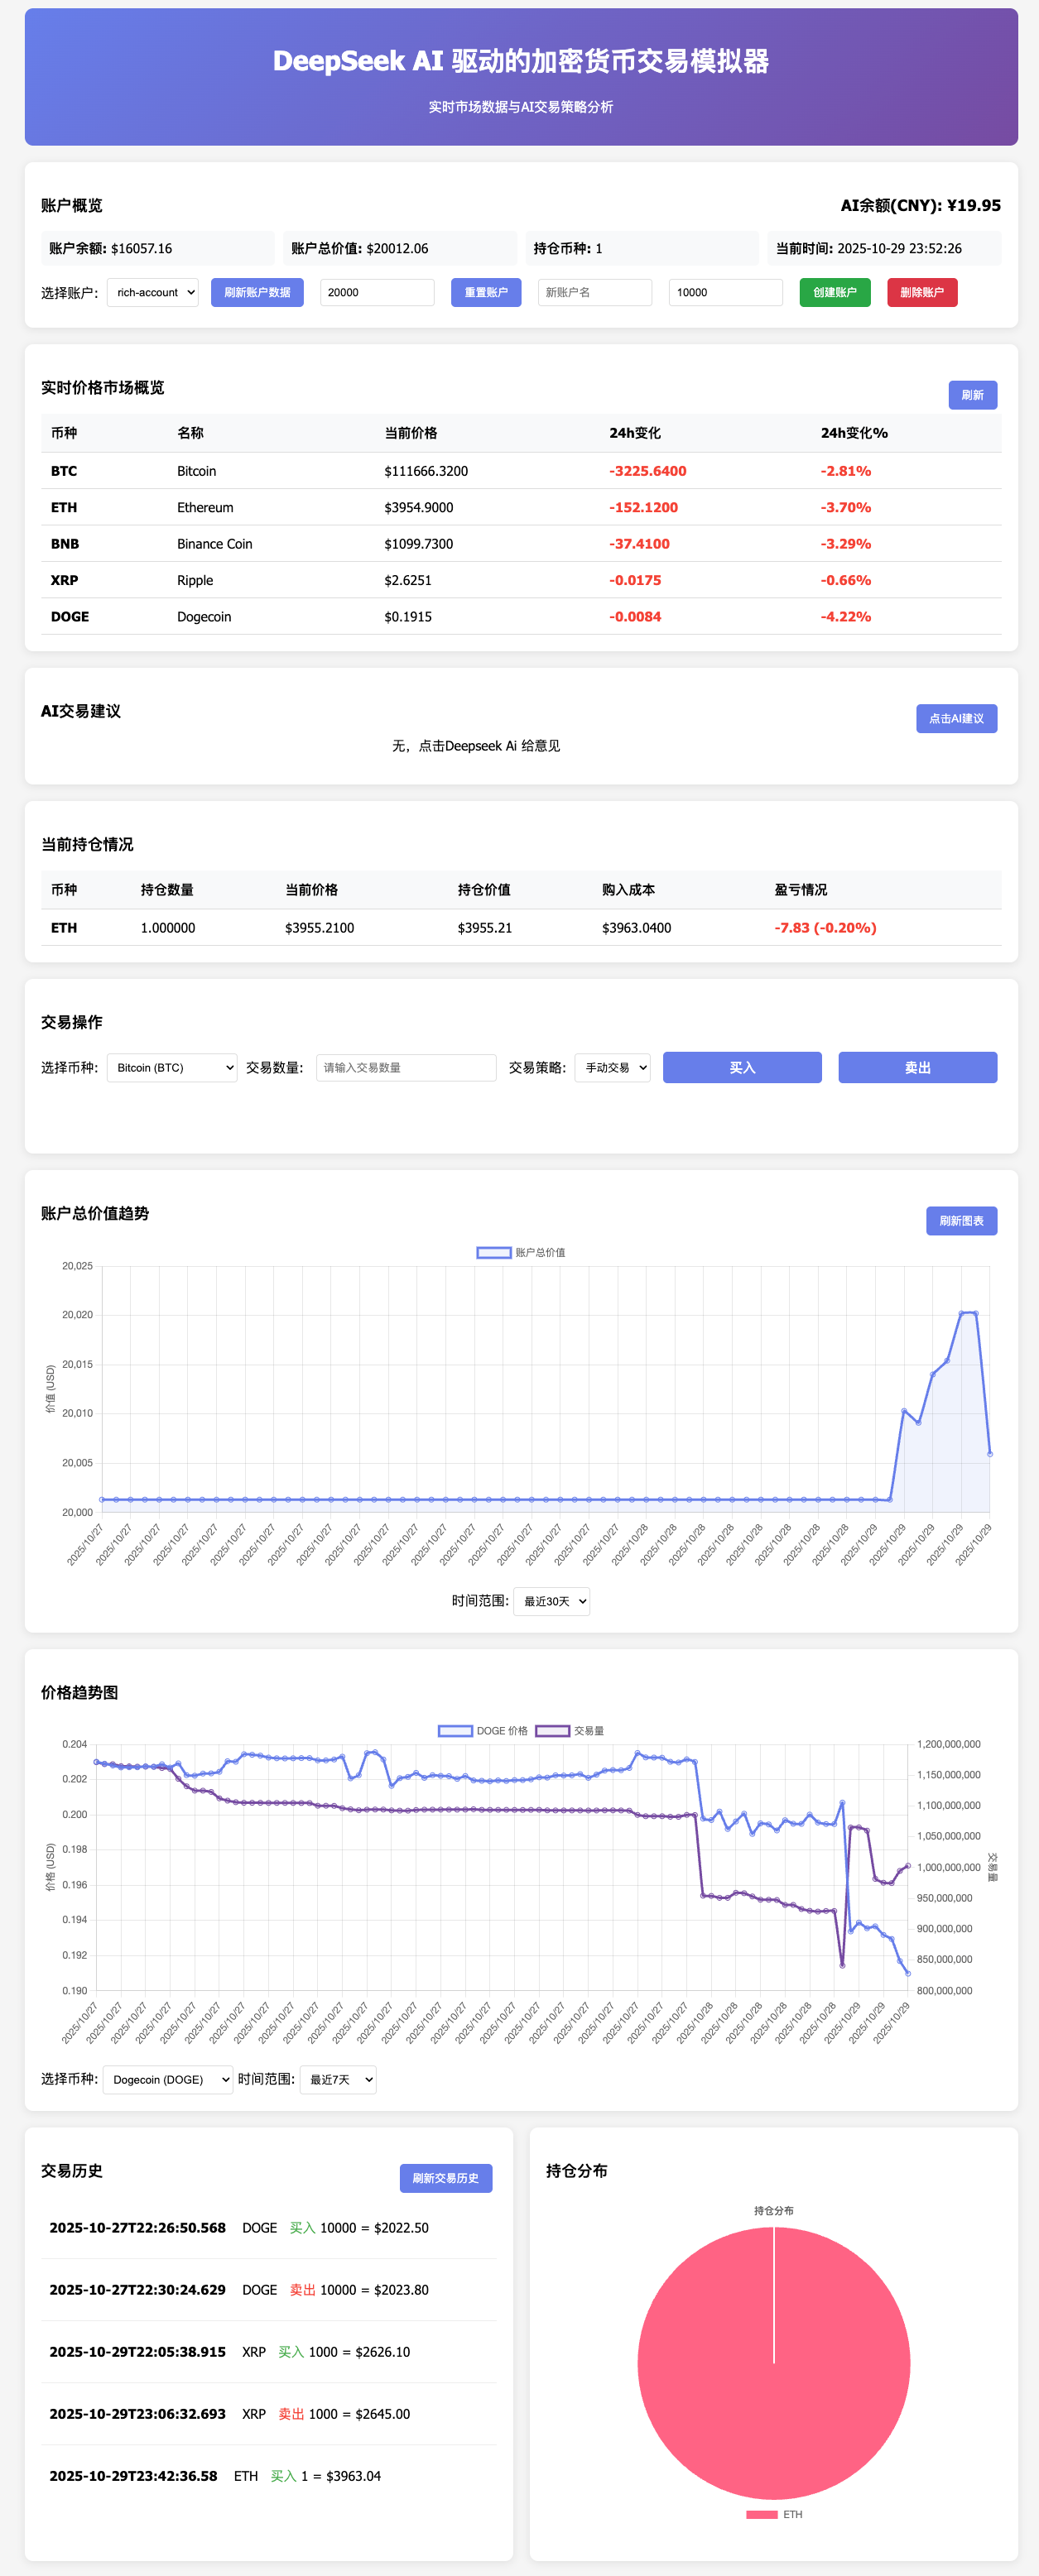 DeepSeek AI 驱动的加密货币交易模拟器
实时市场数据与AI交易策略分析
账户概览 AI余额(CNY): ¥19.95
账户余额: $16057.16 账户总价值: $20012.06 持仓币种: 1 当前时间: 2025-10-29 23:52:26
选择账户: rich-account 刷新账户数据 20000 重置账户 新账户名 10000 创建账户 删除账户
实时价格市场概览 刷新
币种 名称 当前价格 24h变化 24h变化%
BTC Bitcoin $111666.3200 -3225.6400 -2.81%
ETH Ethereum $3954.9000 -152.1200 -3.70%
BNB Binance Coin $1099.7300 -37.4100 -3.29%
XRP Ripple $2.6251 -0.0175 -0.66%
DOGE Dogecoin $0.1915 -0.0084 -4.22%
AI交易建议 点击AI建议
无，点击Deepseek Ai 给意见
当前持仓情况
币种 持仓数量 当前价格 持仓价值 购入成本 盈亏情况
ETH 1.000000 $3955.2100 $3955.21 $3963.0400 -7.83 (-0.20%)
交易操作
选择币种: Bitcoin (BTC) 交易数量: 请输入交易数量 交易策略: 手动交易 买入 卖出
账户总价值趋势 刷新图表
账户总价值
20,025
20,020
20,015
20,010
20,005
20,000
价值 (USD)
2025/10/27 2025/10/27 2025/10/27 2025/10/27 2025/10/27 2025/10/27 2025/10/27 2025/10/27 2025/10/27 2025/10/27 2025/10/27 2025/10/27 2025/10/27 2025/10/27 2025/10/27 2025/10/27 2025/10/27 2025/10/27 2025/10/27 2025/10/28 2025/10/28 2025/10/28 2025/10/28 2025/10/28 2025/10/28 2025/10/28 2025/10/28 2025/10/29 2025/10/29 2025/10/29 2025/10/29 2025/10/29
时间范围: 最近30天
价格趋势图
DOGE 价格 交易量
0.204 1,200,000,000
0.202 1,150,000,000
0.200 1,100,000,000
0.198 1,050,000,000
0.196 1,000,000,000
0.194 950,000,000
0.192 900,000,000
0.190 850,000,000
800,000,000
价格 (USD)
交易量
2025/10/27 2025/10/27 2025/10/27 2025/10/27 2025/10/27 2025/10/27 2025/10/27 2025/10/27 2025/10/27 2025/10/27 2025/10/27 2025/10/27 2025/10/27 2025/10/27 2025/10/27 2025/10/27 2025/10/27 2025/10/27 2025/10/27 2025/10/27 2025/10/27 2025/10/27 2025/10/27 2025/10/27 2025/10/27 2025/10/28 2025/10/28 2025/10/28 2025/10/28 2025/10/28 2025/10/28 2025/10/29 2025/10/29 2025/10/29
选择币种: Dogecoin (DOGE) 时间范围: 最近7天
交易历史 刷新交易历史
2025-10-27T22:26:50.568 DOGE 买入 10000 = $2022.50
2025-10-27T22:30:24.629 DOGE 卖出 10000 = $2023.80
2025-10-29T22:05:38.915 XRP 买入 1000 = $2626.10
2025-10-29T23:06:32.693 XRP 卖出 1000 = $2645.00
2025-10-29T23:42:36.58 ETH 买入 1 = $3963.04
持仓分布
持仓分布
ETH